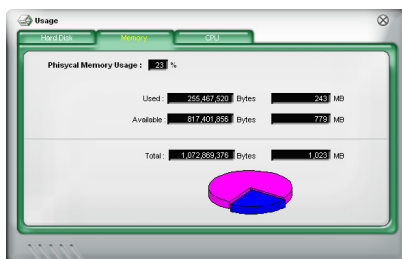 Usage
Hard Disk Memory CPU
Phisycal Memory Usage : 23 %
Used : 255,467,520 Bytes 243 MB
Available : 817,401,856 Bytes 779 MB
Total : 1,072,869,376 Bytes 1,023 MB